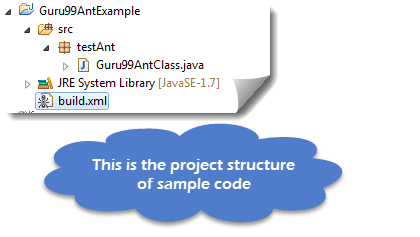 Guru99AntExample
src
testAnt
Guru99AntClass.java
JRE System Library [JavaSE-1.7]
build.xml
This is the project structure
of sample code